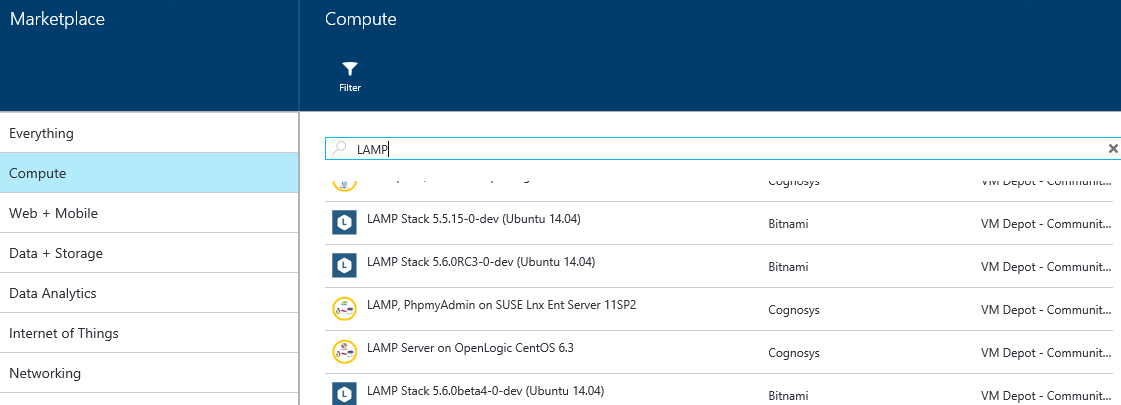 Marketplace
Compute
Filter
Everything
Compute
Web + Mobile
Data + Storage
Data Analytics
Internet of Things
Networking
LAMP
Cognosys VM Depot - Communit...
LAMP Stack 5.5.15-0-dev (Ubuntu 14.04) Bitnami VM Depot - Communit...
LAMP Stack 5.6.0RC3-0-dev (Ubuntu 14.04) Bitnami VM Depot - Communit...
LAMP, PhpmyAdmin on SUSE Lnx Ent Server 11SP2 Cognosys VM Depot - Communit...
LAMP Server on OpenLogic CentOS 6.3 Cognosys VM Depot - Communit...
LAMP Stack 5.6.0beta4-0-dev (Ubuntu 14.04) Bitnami VM Depot - Communit...